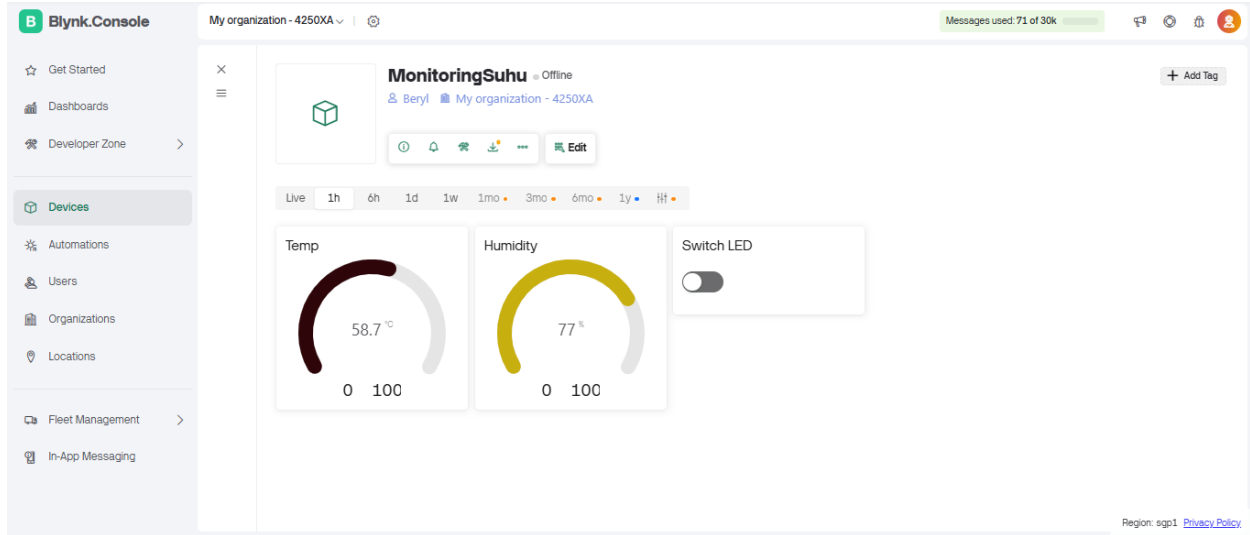 B Blynk.Console
My organization - 4250XA
Messages used: 71 of 30k
Get Started
Dashboards
Developer Zone
Devices
Automations
Users
Organizations
Locations
Fleet Management
In-App Messaging
MonitoringSuhu Offline
Beryl My organization - 4250XA
Add Tag
Edit
Live 1h 6h 1d 1w 1mo 3mo 6mo 1y
Temp
58.7 °C
0 100
Humidity
77 %
0 100
Switch LED
Region: sgp1 Privacy Policy